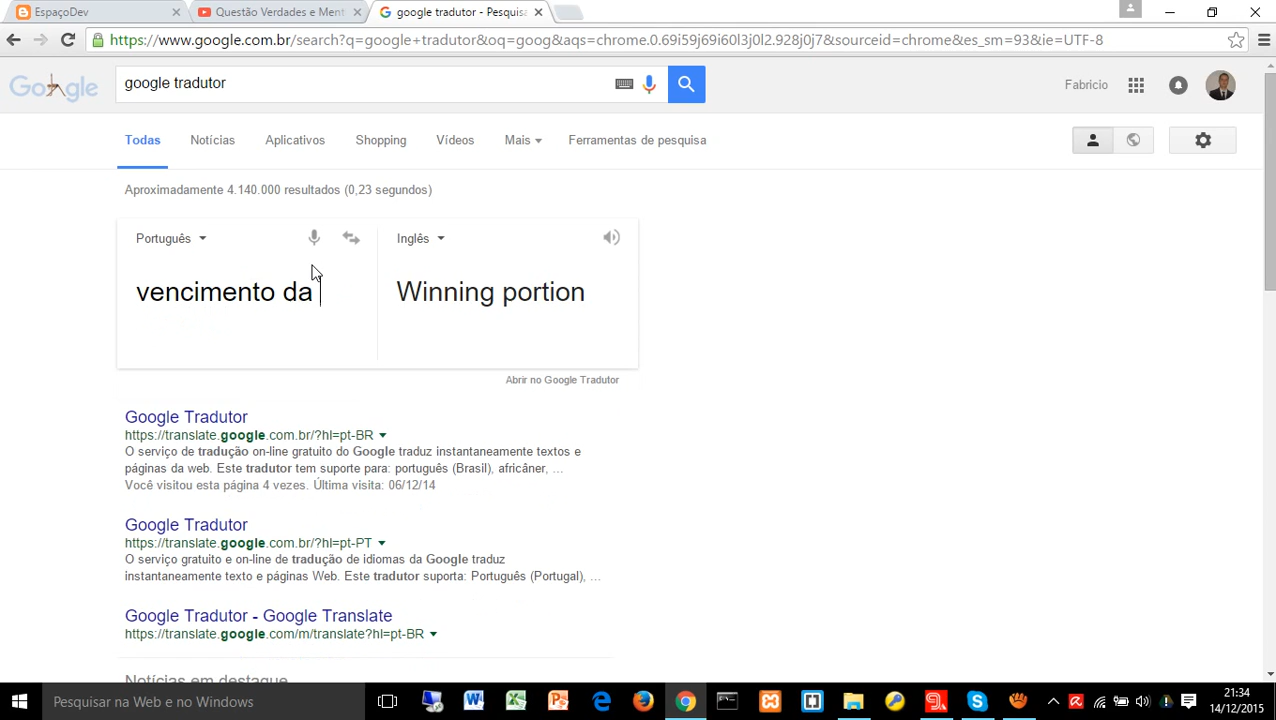 EspaçoDev
Questão Verdades e Ment
google tradutor - Pesquisa
https://www.google.com.br/search?q=google+tradutor&oq=goog&aqs=chrome.0.69i59j69i60l3j0l2.928j0j7&sourceid=chrome&es_sm=93&ie=UTF-8
Google
google tradutor
Fabricio
Todas Notícias Aplicativos Shopping Vídeos Mais Ferramentas de pesquisa
Aproximadamente 4.140.000 resultados (0,23 segundos)
Português Inglês
vencimento da Winning portion
Abrir no Google Tradutor
Google Tradutor
https://translate.google.com.br/?hl=pt-BR
O serviço de tradução on-line gratuito do Google traduz instantaneamente textos e
páginas da web. Este tradutor tem suporte para: português (Brasil), africâner, ...
Você visitou esta página 4 vezes. Última visita: 06/12/14
Google Tradutor
https://translate.google.com.br/?hl=pt-PT
O serviço gratuito e on-line de tradução de idiomas da Google traduz
instantaneamente texto e páginas Web. Este tradutor suporta: Português (Portugal), ...
Google Tradutor - Google Translate
https://translate.google.com/m/translate?hl=pt-BR
Notícias em destaque
Pesquisar na Web e no Windows
21:34
14/12/2015